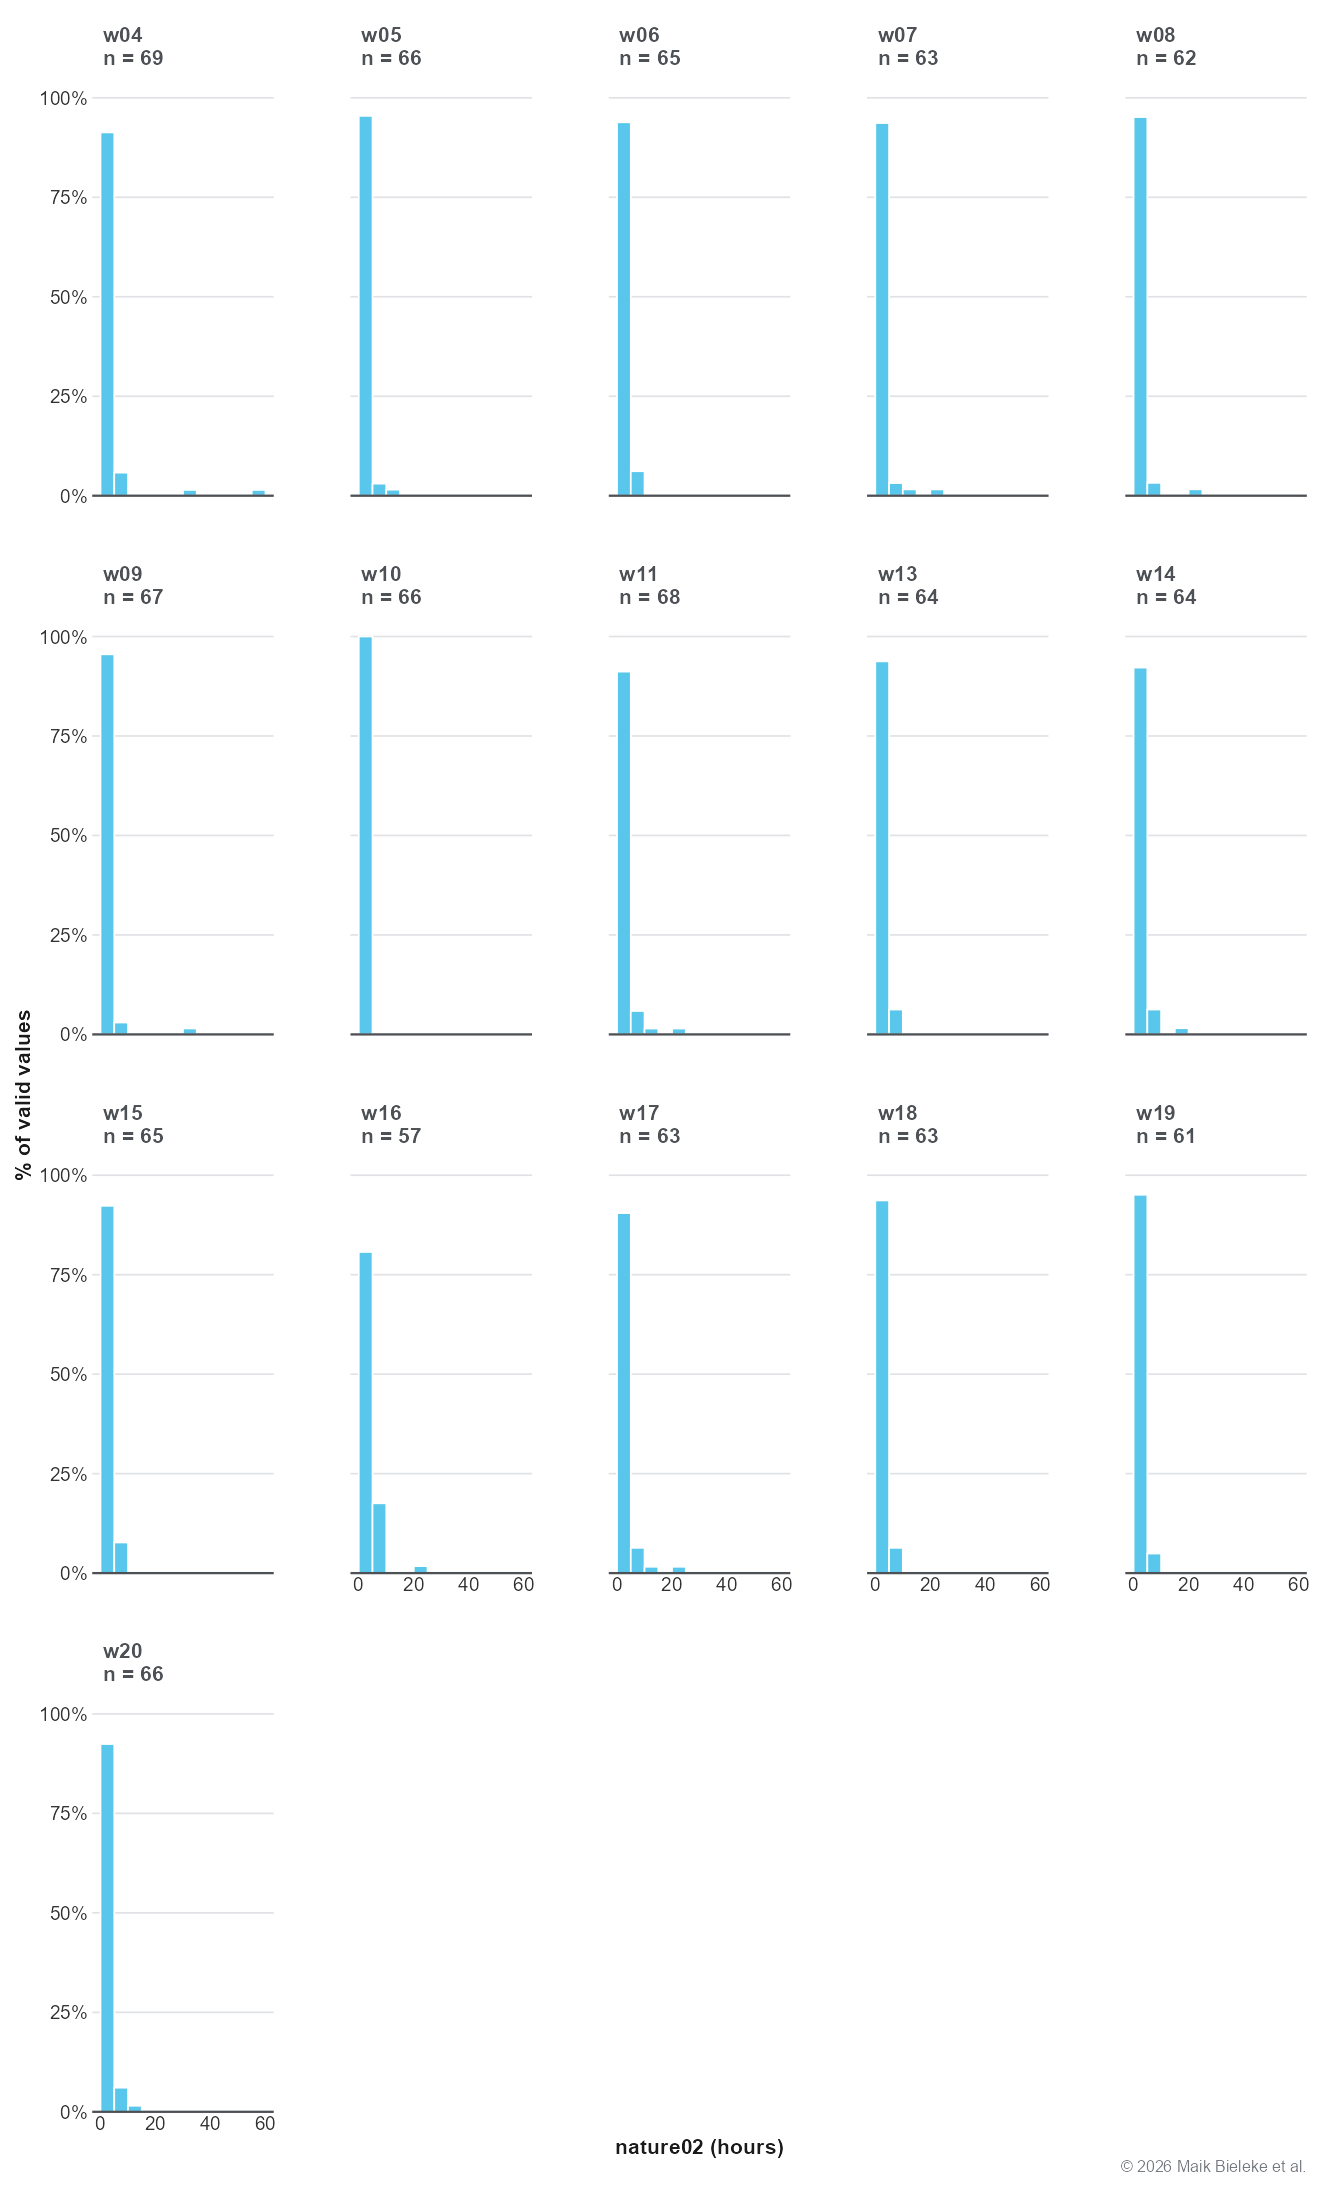 w04 w05 w06 w07 w08
n = 69 n = 66 n = 65 n = 63 n = 62
100%
75%
50%
25%
0%
w09 w10 w11 w13 w14
n = 67 n = 66 n = 68 n = 64 n = 64
100%
75%
50%
25%
0%
% of valid values
w15 w16 w17 w18 w19
n = 65 n = 57 n = 63 n = 63 n = 61
100%
75%
50%
25%
0%
0 20 40 60 0 20 40 60 0 20 40 60 0 20 40 60
w20
n = 66
100%
75%
50%
25%
0%
0 20 40 60
nature02 (hours)
© 2026 Maik Bieleke et al.